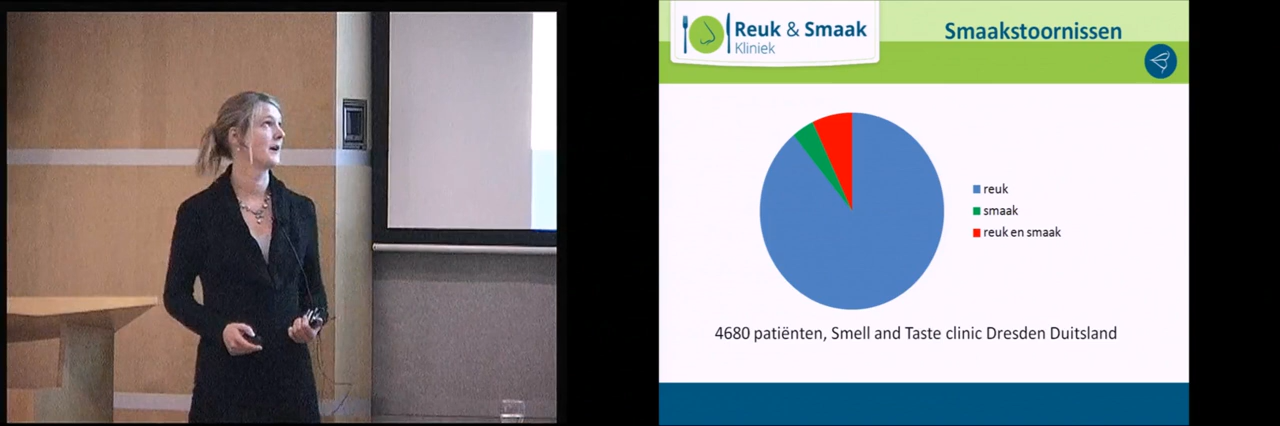 Reuk & Smaak
Kliniek
Smaakstoornissen
reuk
smaak
reuk en smaak
4680 patiënten, Smell and Taste clinic Dresden Duitsland